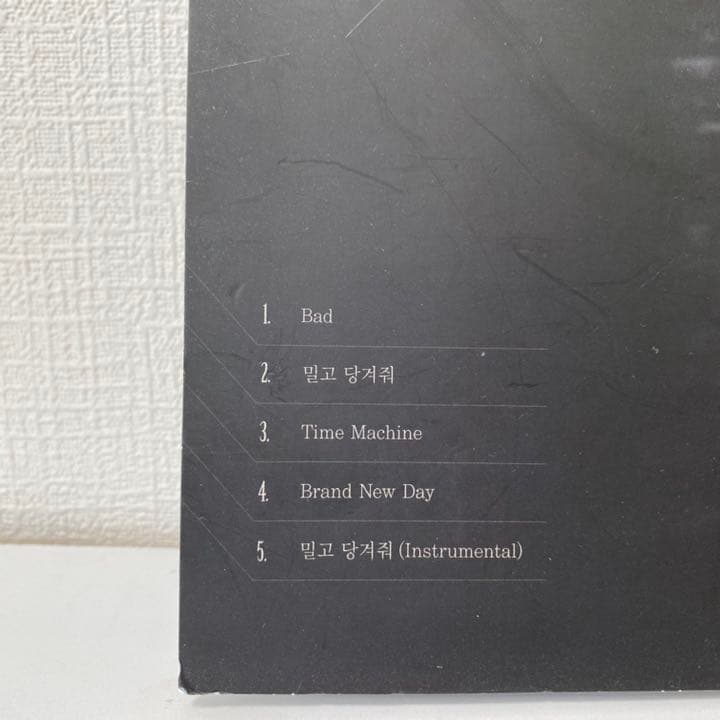 1. Bad
2. 밀고 당겨줘
3. Time Machine
4. Brand New Day
5. 밀고 당겨줘 (Instrumental)